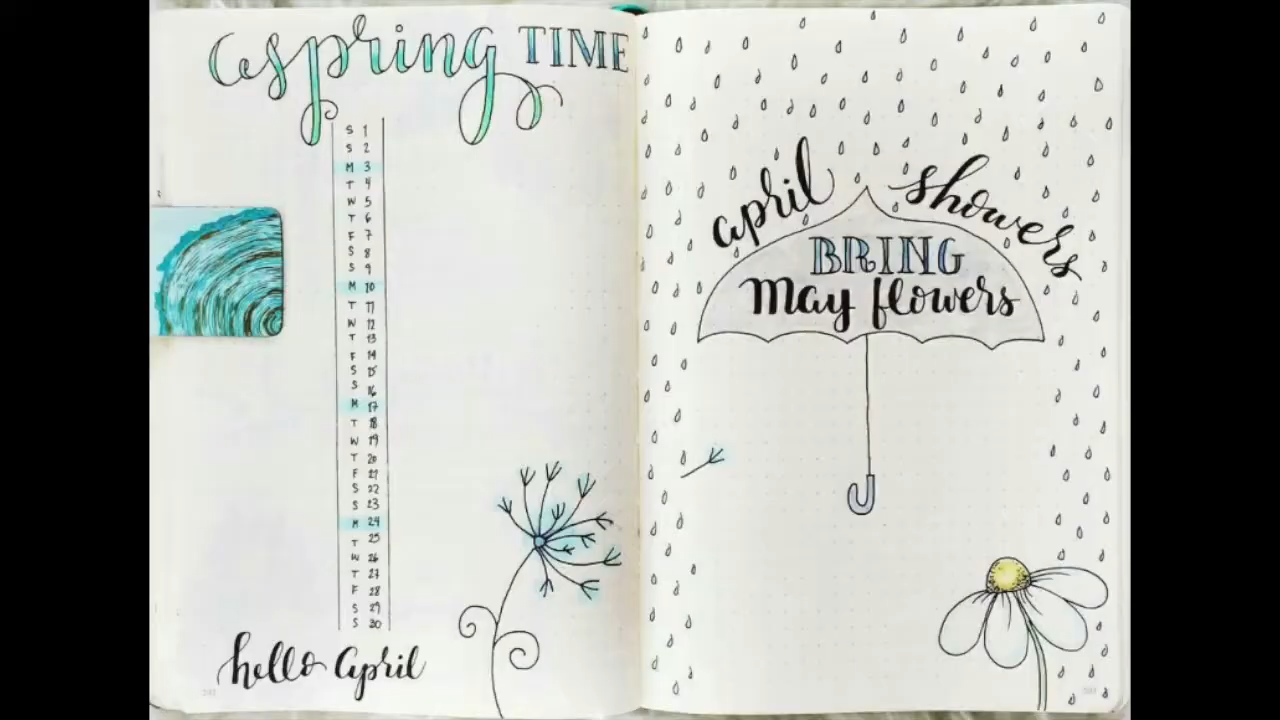 spring TIME
S 1
S 2
M 3
T 4
W 5
T 6
F 7
S 8
S 9
M 10
T 11
W 12
T 13
F 14
S 15
S 16
M 17
T 18
W 19
T 20
F 21
S 22
S 23
M 24
T 25
W 26
T 27
F 28
S 29
S 30
hello April
april showers
BRING
May flowers